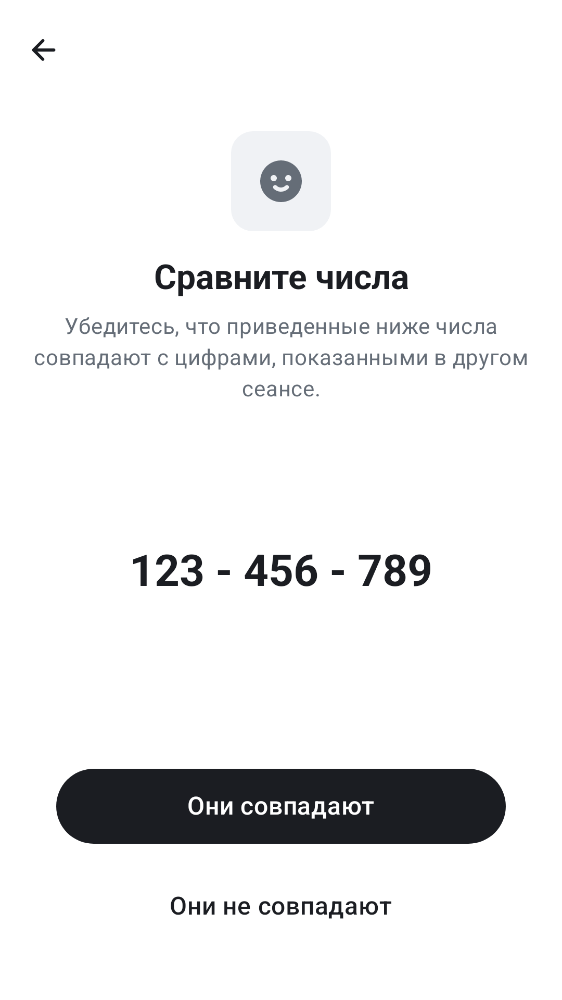 Сравните числа
Убедитесь, что приведенные ниже числа
совпадают с цифрами, показанными в другом
сеансе.
123 - 456 - 789
Они совпадают
Они не совпадают